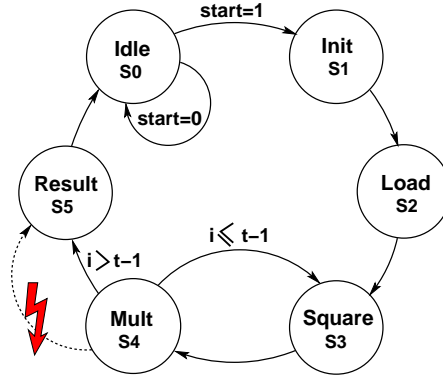 start=1
Idle
S0
Init
S1
start=0
Result
S5
Load
S2
i ≤ t-1
i > t-1
Mult
S4
Square
S3